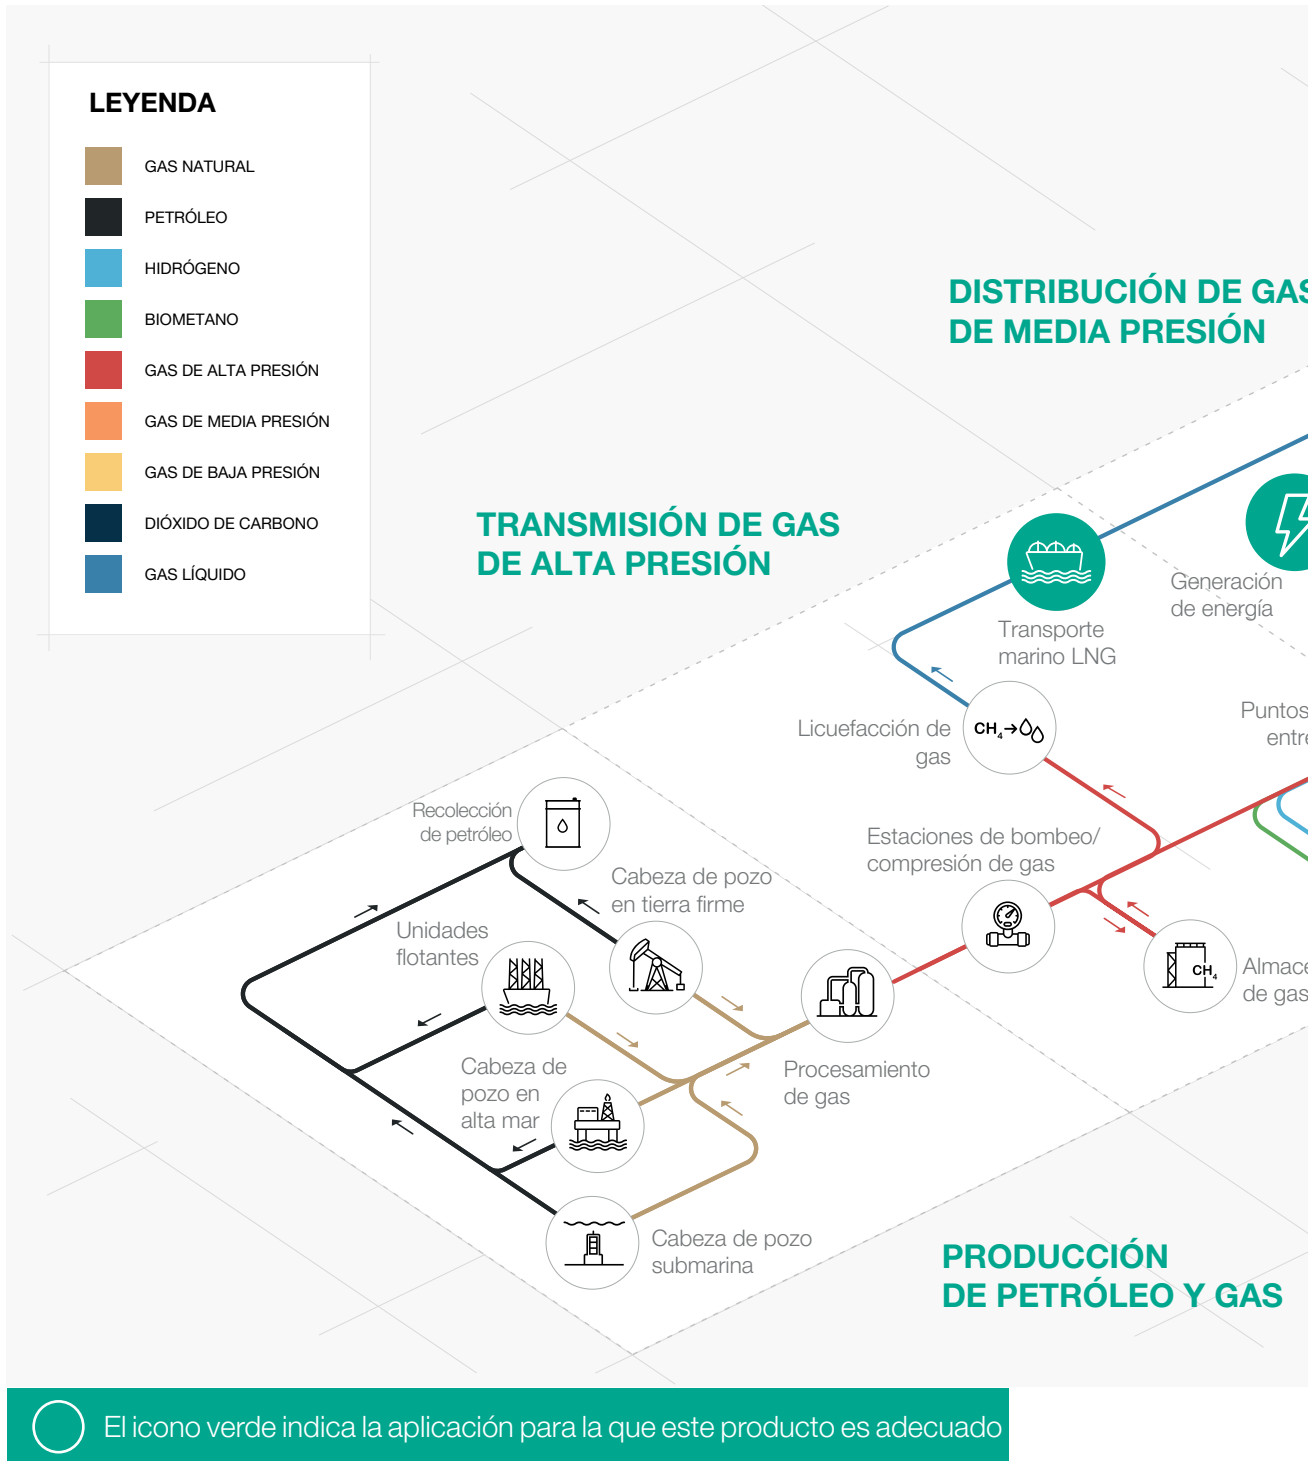 LEYENDA
GAS NATURAL
PETRÓLEO
HIDRÓGENO
BIOMETANO
GAS DE ALTA PRESIÓN
GAS DE MEDIA PRESIÓN
GAS DE BAJA PRESIÓN
DIÓXIDO DE CARBONO
GAS LÍQUIDO
DISTRIBUCIÓN DE GAS
DE MEDIA PRESIÓN
TRANSMISIÓN DE GAS
DE ALTA PRESIÓN
Generación
de energía
Transporte
marino LNG
Licuefacción de
gas
CH₄→
Puntos
entre
Recolección
de petróleo
Estaciones de bombeo/
compresión de gas
Cabeza de pozo
en tierra firme
Unidades
flotantes
CH₄
Almace
de gas
Cabeza de
pozo en
alta mar
Procesamiento
de gas
Cabeza de pozo
submarina
PRODUCCIÓN
DE PETRÓLEO Y GAS
El icono verde indica la aplicación para la que este producto es adecuado